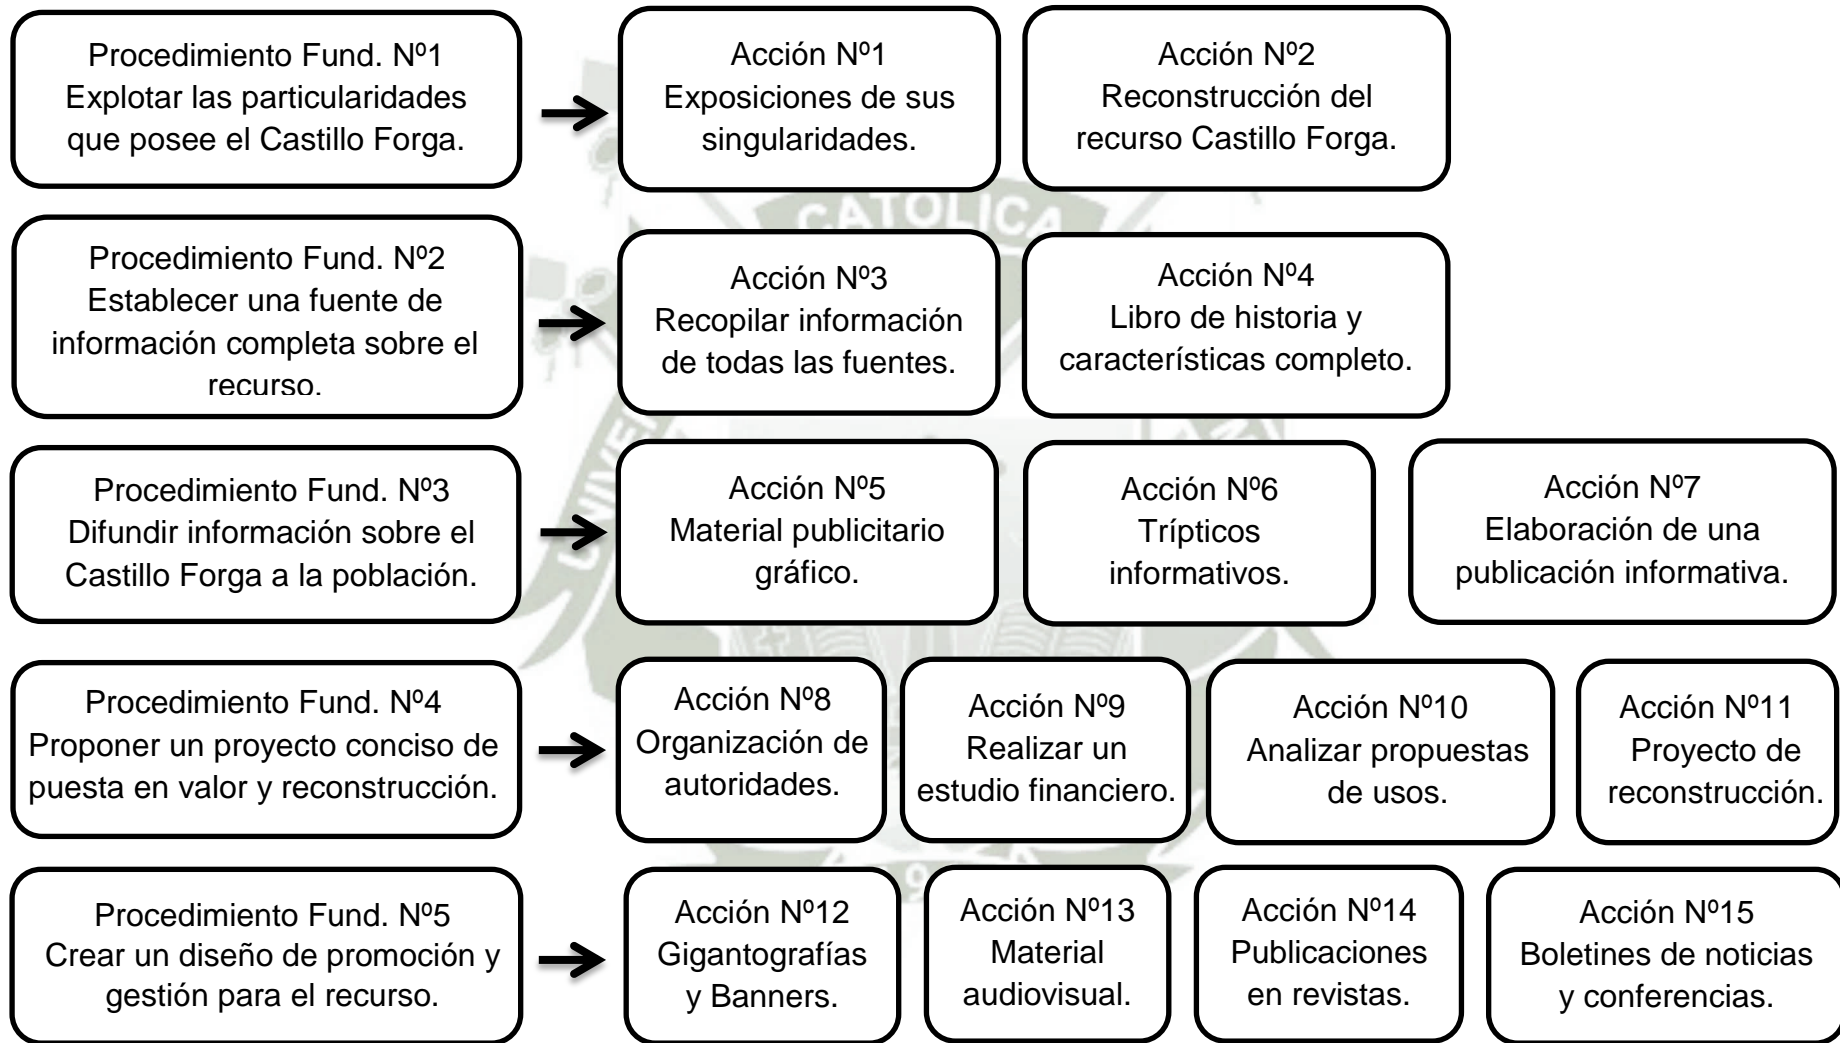 Procedimiento Fund. Nº1
Explotar las particularidades
que posee el Castillo Forga.
Acción Nº1
Exposiciones de sus
singularidades.
Acción Nº2
Reconstrucción del
recurso Castillo Forga.
Procedimiento Fund. Nº2
Establecer una fuente de
información completa sobre el
recurso.
Acción Nº3
Recopilar información
de todas las fuentes.
Acción Nº4
Libro de historia y
características completo.
Procedimiento Fund. Nº3
Difundir información sobre el
Castillo Forga a la población.
Acción Nº5
Material publicitario
gráfico.
Acción Nº6
Trípticos
informativos.
Acción Nº7
Elaboración de una
publicación informativa.
Procedimiento Fund. Nº4
Proponer un proyecto conciso de
puesta en valor y reconstrucción.
Acción Nº8
Organización de
autoridades.
Acción Nº9
Realizar un
estudio financiero.
Acción Nº10
Analizar propuestas
de usos.
Acción Nº11
Proyecto de
reconstrucción.
Procedimiento Fund. Nº5
Crear un diseño de promoción y
gestión para el recurso.
Acción Nº12
Gigantografías
y Banners.
Acción Nº13
Material
audiovisual.
Acción Nº14
Publicaciones
en revistas.
Acción Nº15
Boletines de noticias
y conferencias.
CATOLICA